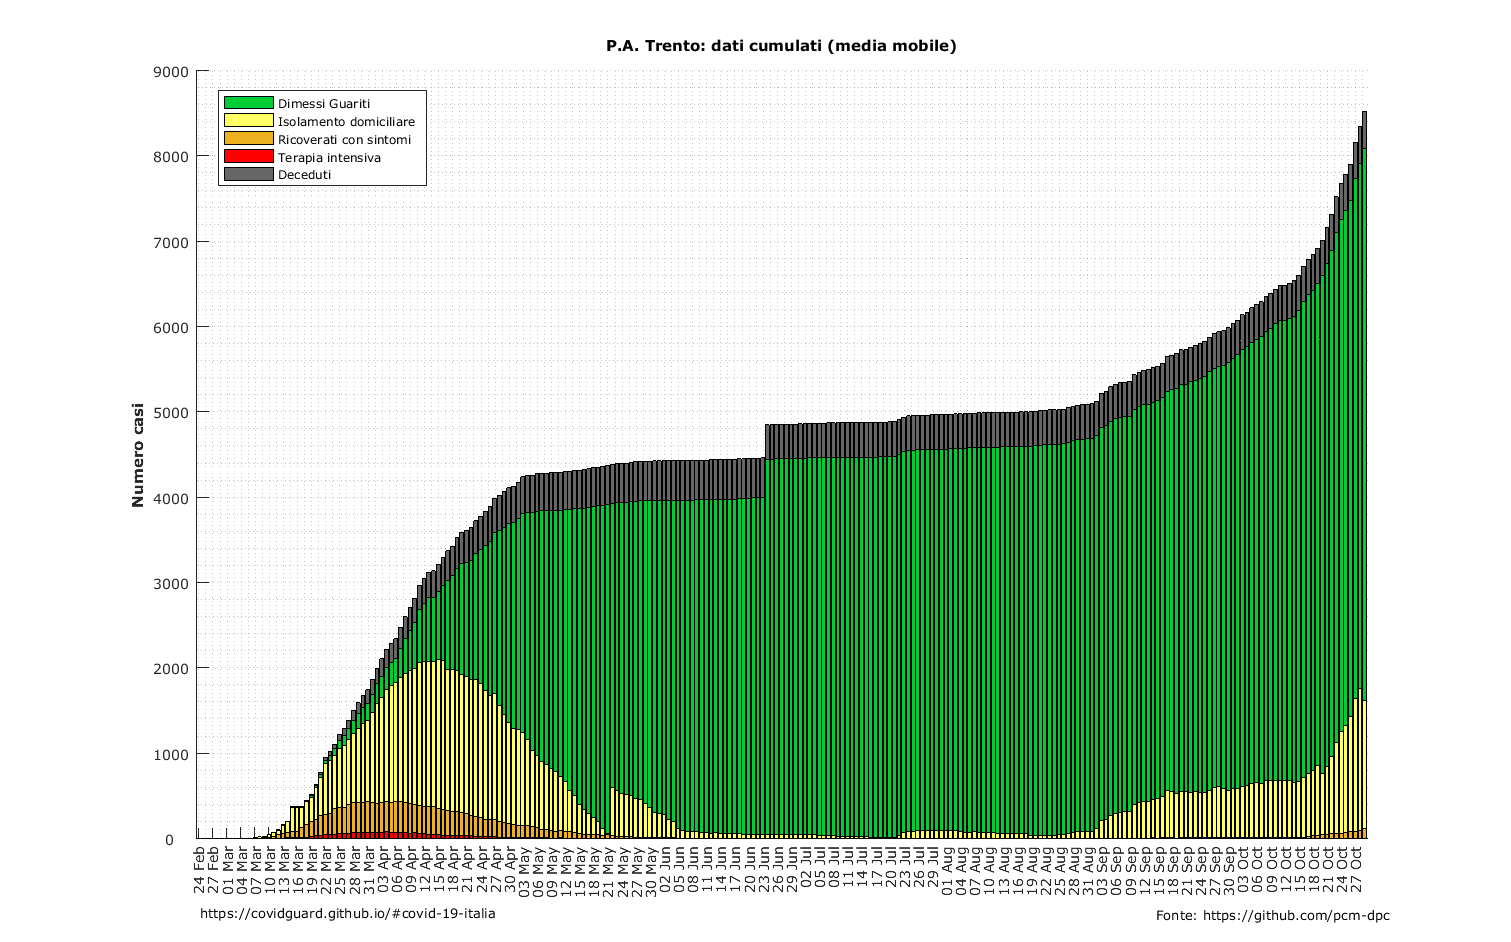 P.A. Trento: dati cumulati (media mobile)
9000
8000
7000
6000
5000
4000
3000
2000
1000
0
Numero casi
Dimessi Guariti
Isolamento domiciliare
Ricoverati con sintomi
Terapia intensiva
Deceduti
24 Feb
27 Feb
01 Mar
04 Mar
07 Mar
10 Mar
13 Mar
16 Mar
19 Mar
22 Mar
25 Mar
28 Mar
31 Mar
03 Apr
06 Apr
09 Apr
12 Apr
15 Apr
18 Apr
21 Apr
24 Apr
27 Apr
30 Apr
03 May
06 May
09 May
12 May
15 May
18 May
21 May
24 May
27 May
30 May
02 Jun
05 Jun
08 Jun
11 Jun
14 Jun
17 Jun
20 Jun
23 Jun
26 Jun
29 Jun
02 Jul
05 Jul
08 Jul
11 Jul
14 Jul
17 Jul
20 Jul
23 Jul
26 Jul
29 Jul
01 Aug
04 Aug
07 Aug
10 Aug
13 Aug
16 Aug
19 Aug
22 Aug
25 Aug
28 Aug
31 Aug
03 Sep
06 Sep
09 Sep
12 Sep
15 Sep
18 Sep
21 Sep
24 Sep
27 Sep
30 Sep
03 Oct
06 Oct
09 Oct
12 Oct
15 Oct
18 Oct
21 Oct
24 Oct
27 Oct
https://covidguard.github.io/#covid-19-italia
Fonte: https://github.com/pcm-dpc